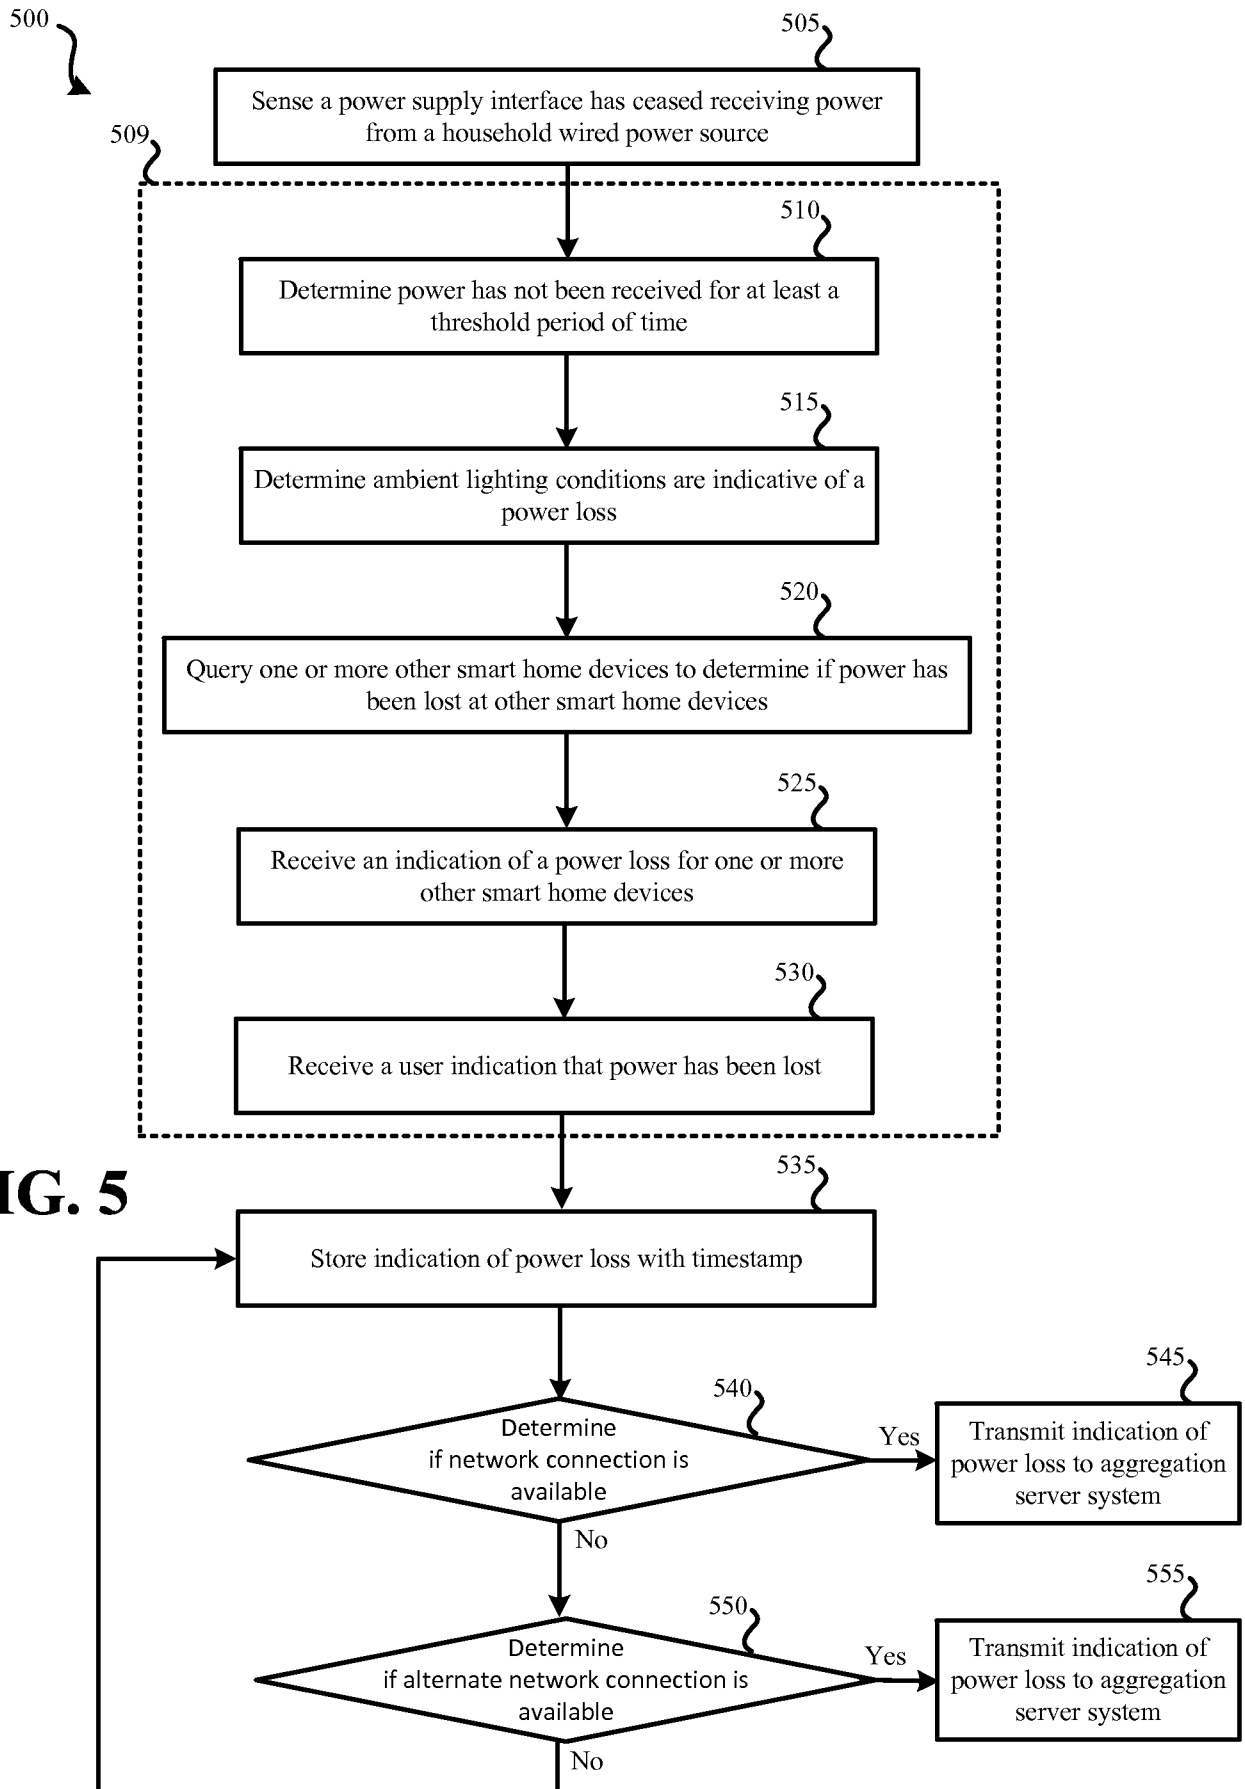 500
505
Sense a power supply interface has ceased receiving power
from a household wired power source
509
510
Determine power has not been received for at least a
threshold period of time
515
Determine ambient lighting conditions are indicative of a
power loss
520
Query one or more other smart home devices to determine if power has
been lost at other smart home devices
525
Receive an indication of a power loss for one or more
other smart home devices
530
Receive a user indication that power has been lost
IG. 5
535
Store indication of power loss with timestamp
540
Determine
if network connection is
available
Yes
545
Transmit indication of
power loss to aggregation
server system
No
550
Determine
if alternate network connection is
available
Yes
555
Transmit indication of
power loss to aggregation
server system
No